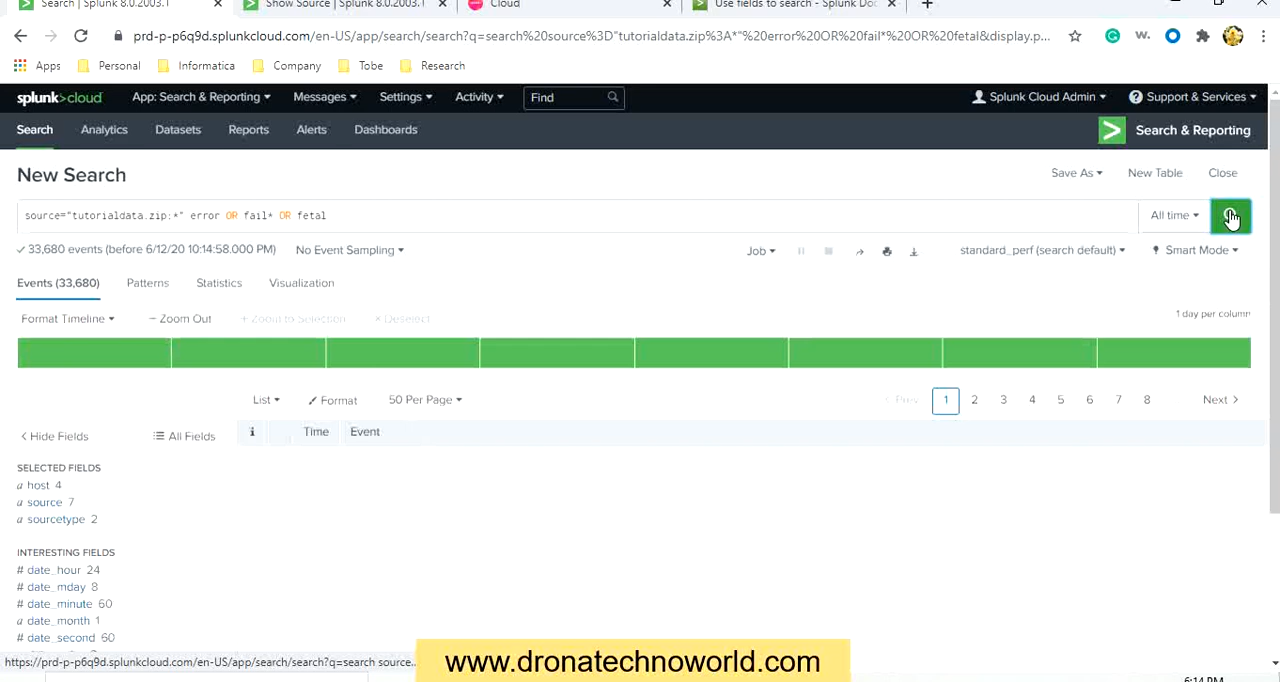 Search | Splunk 8.0.2003.1
Show Source | Splunk 8.0.2003.1
Cloud
Use fields to search - Splunk Doc
prd-p-p6q9d.splunkcloud.com/en-US/app/search/search?q=search%20source%3D"tutorialdata.zip%3A*"%20error%20OR%20fail*%20OR%20fetal&display.p...
Apps Personal Informatica Company Tobe Research
splunk>cloud App: Search & Reporting Messages Settings Activity Find Splunk Cloud Admin Support & Services
Search Analytics Datasets Reports Alerts Dashboards Search & Reporting
New Search Save As New Table Close
source="tutorialdata.zip:*" error OR fail* OR fetal All time
33,680 events (before 6/12/20 10:14:58.000 PM) No Event Sampling Job standard_perf (search default) Smart Mode
Events (33,680) Patterns Statistics Visualization
Format Timeline – Zoom Out + Zoom to Selection × Deselect 1 day per column
List Format 50 Per Page < Prev 1 2 3 4 5 6 7 8 Next >
< Hide Fields All Fields i Time Event
SELECTED FIELDS
a host 4
a source 7
a sourcetype 2
INTERESTING FIELDS
# date_hour 24
# date_mday 8
# date_minute 60
a date_month 1
# date_second 60
https://prd-p-p6q9d.splunkcloud.com/en-US/app/search/search?q=search source...
www.dronatechnoworld.com
6:14 PM